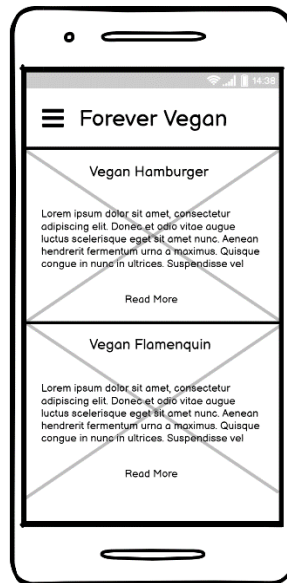 14:38
Forever Vegan
Vegan Hamburger
Lorem ipsum dolor sit amet, consectetur
adipiscing elit. Donec et odio vitae augue
luctus scelerisque eget sit amet nunc. Aenean
hendrerit fermentum urna a maximus. Quisque
congue in nunc in ultrices. Suspendisse vel
Read More
Vegan Flamenquin
Lorem ipsum dolor sit amet, consectetur
adipiscing elit. Donec et odio vitae augue
luctus scelerisque eget sit amet nunc. Aenean
hendrerit fermentum urna a maximus. Quisque
congue in nunc in ultrices. Suspendisse vel
Read More